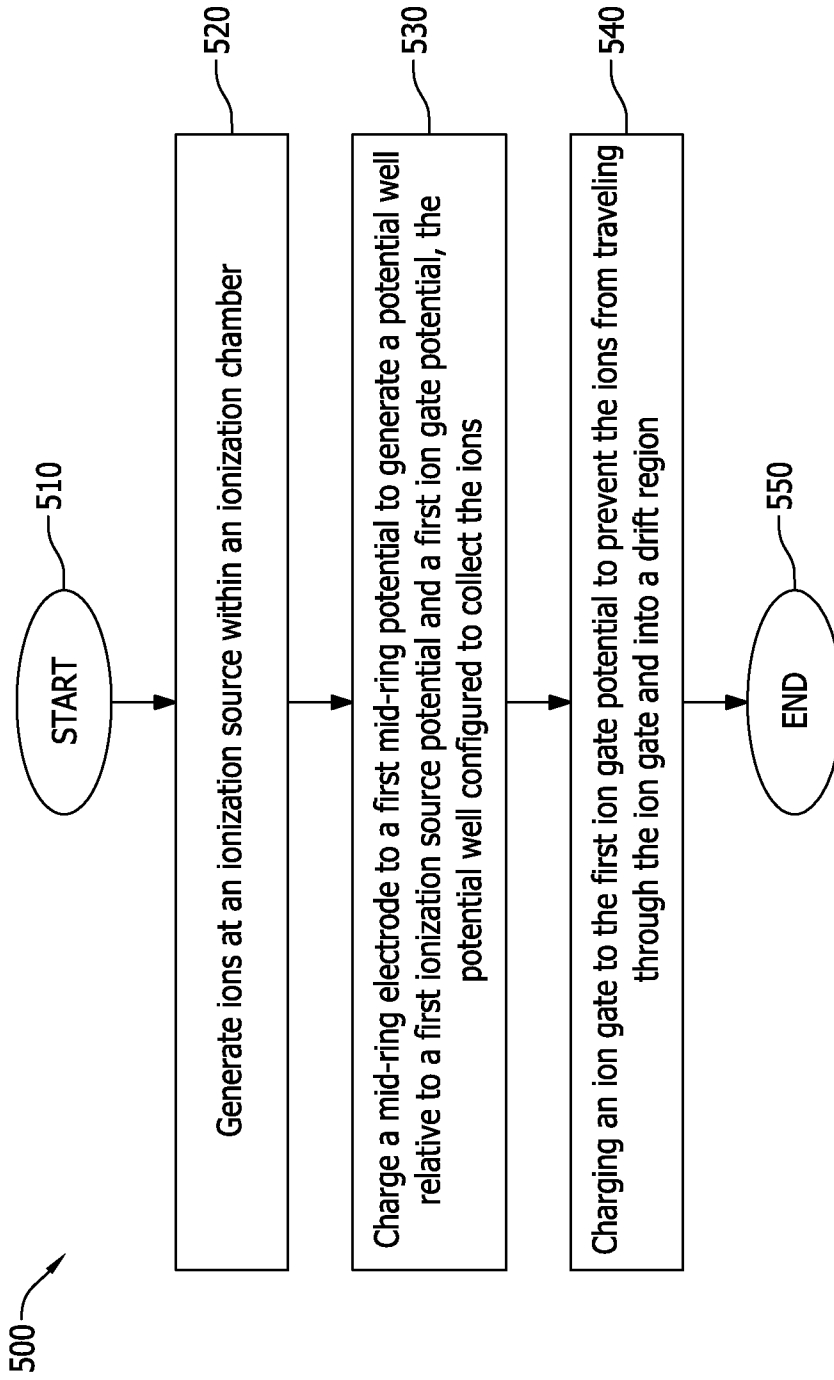 500
510
START
520
Generate ions at an ionization source within an ionization chamber
530
Charge a mid-ring electrode to a first mid-ring potential to generate a potential well
relative to a first ionization source potential and a first ion gate potential, the
potential well configured to collect the ions
540
Charging an ion gate to the first ion gate potential to prevent the ions from traveling
through the ion gate and into a drift region
550
END